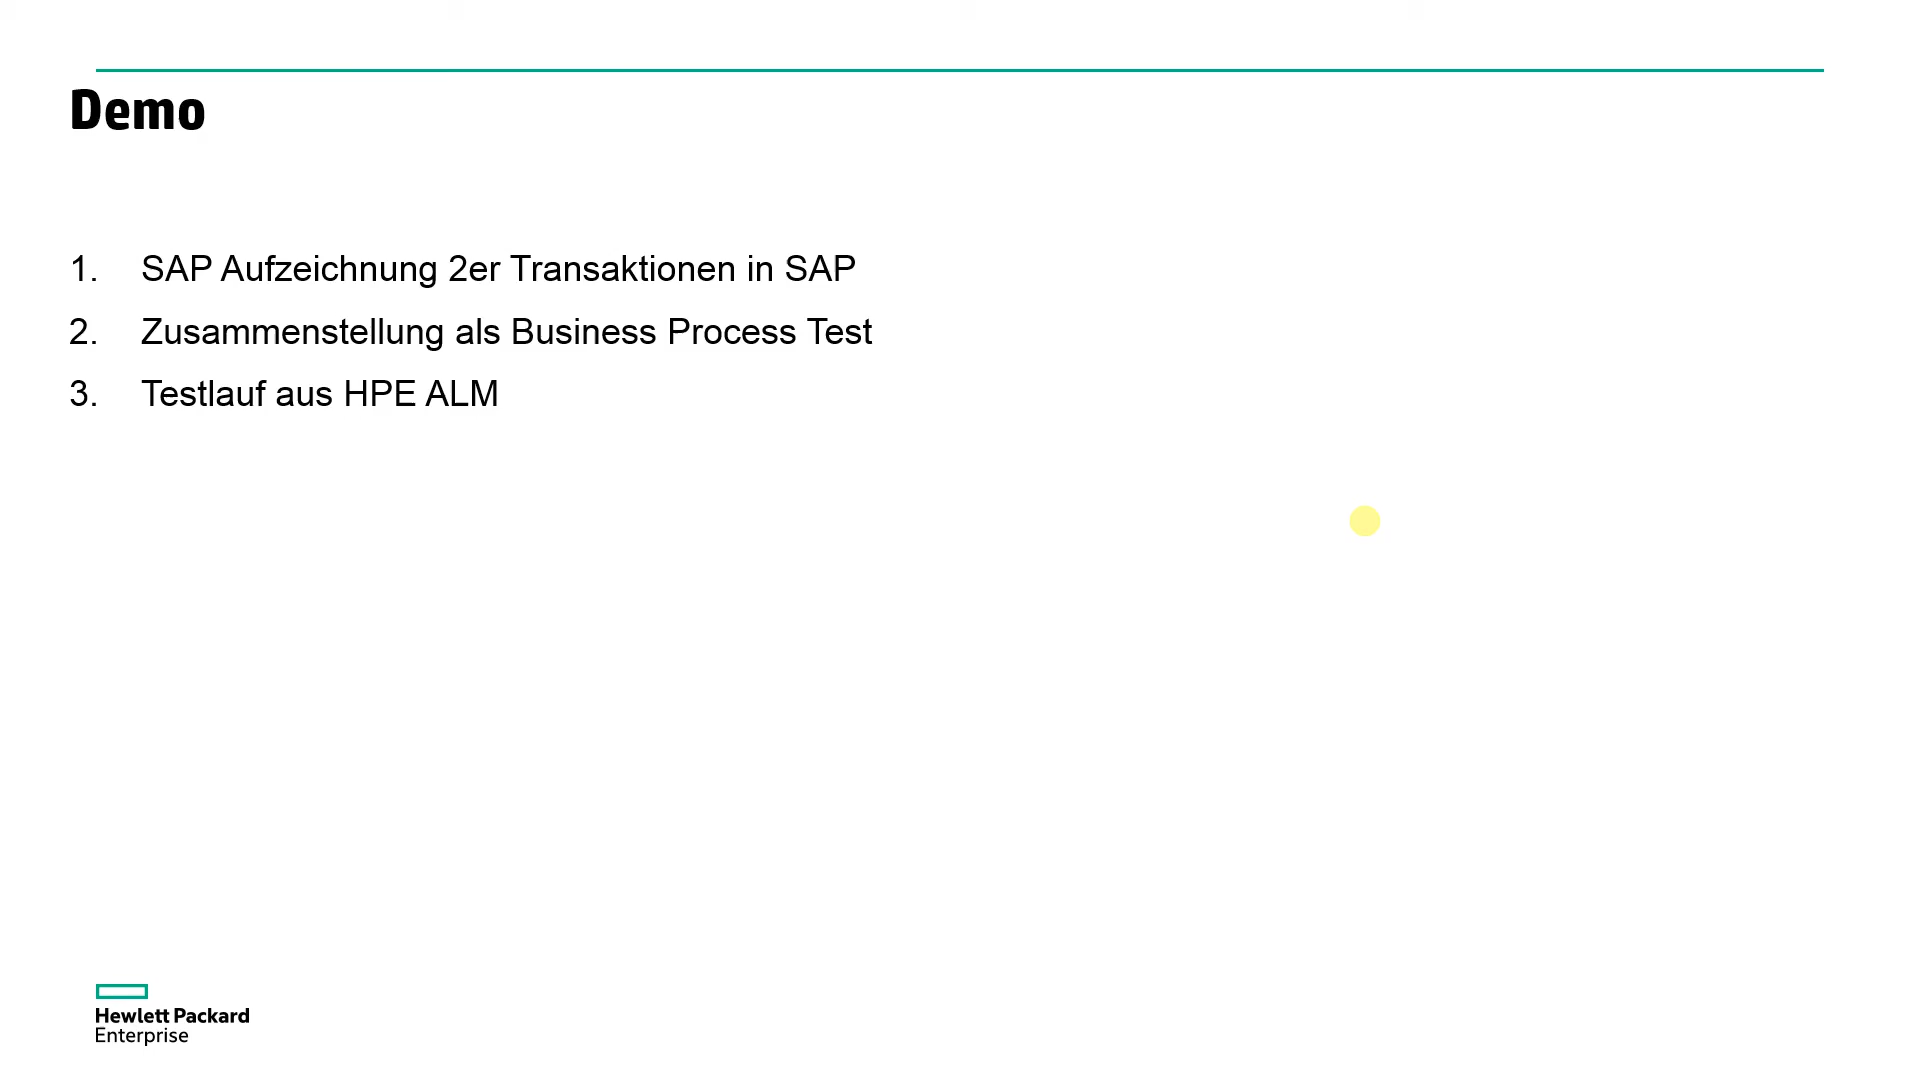 Demo
1. SAP Aufzeichnung 2er Transaktionen in SAP
2. Zusammenstellung als Business Process Test
3. Testlauf aus HPE ALM
Hewlett Packard
Enterprise